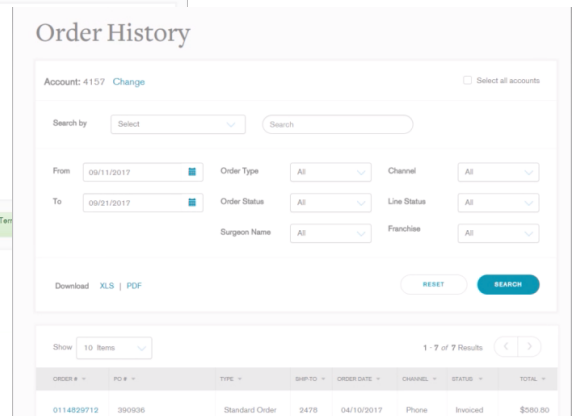 Order History
Account: 4157 Change
Select all accounts
Search by Select Search
From 09/11/2017 Order Type All Channel All
To 09/21/2017 Order Status All Line Status All
Surgeon Name All Franchise All
Download XLS | PDF RESET SEARCH
Show 10 Items 1 - 7 of 7 Results
ORDER # PO # TYPE SHIP-TO ORDER DATE CHANNEL STATUS TOTAL
0114829712 390936 Standard Order 2478 04/10/2017 Phone Invoiced $560.60